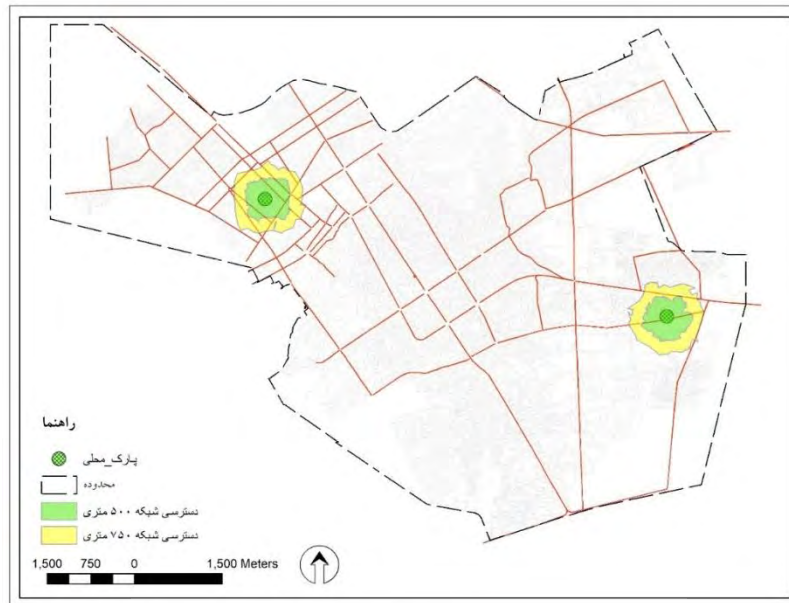 راهنما
پارک_محلی
محدوده
دسترسی شبکه ۵۰۰ متری
دسترسی شبکه ۷۵۰ متری
1,500 750 0 1,500 Meters